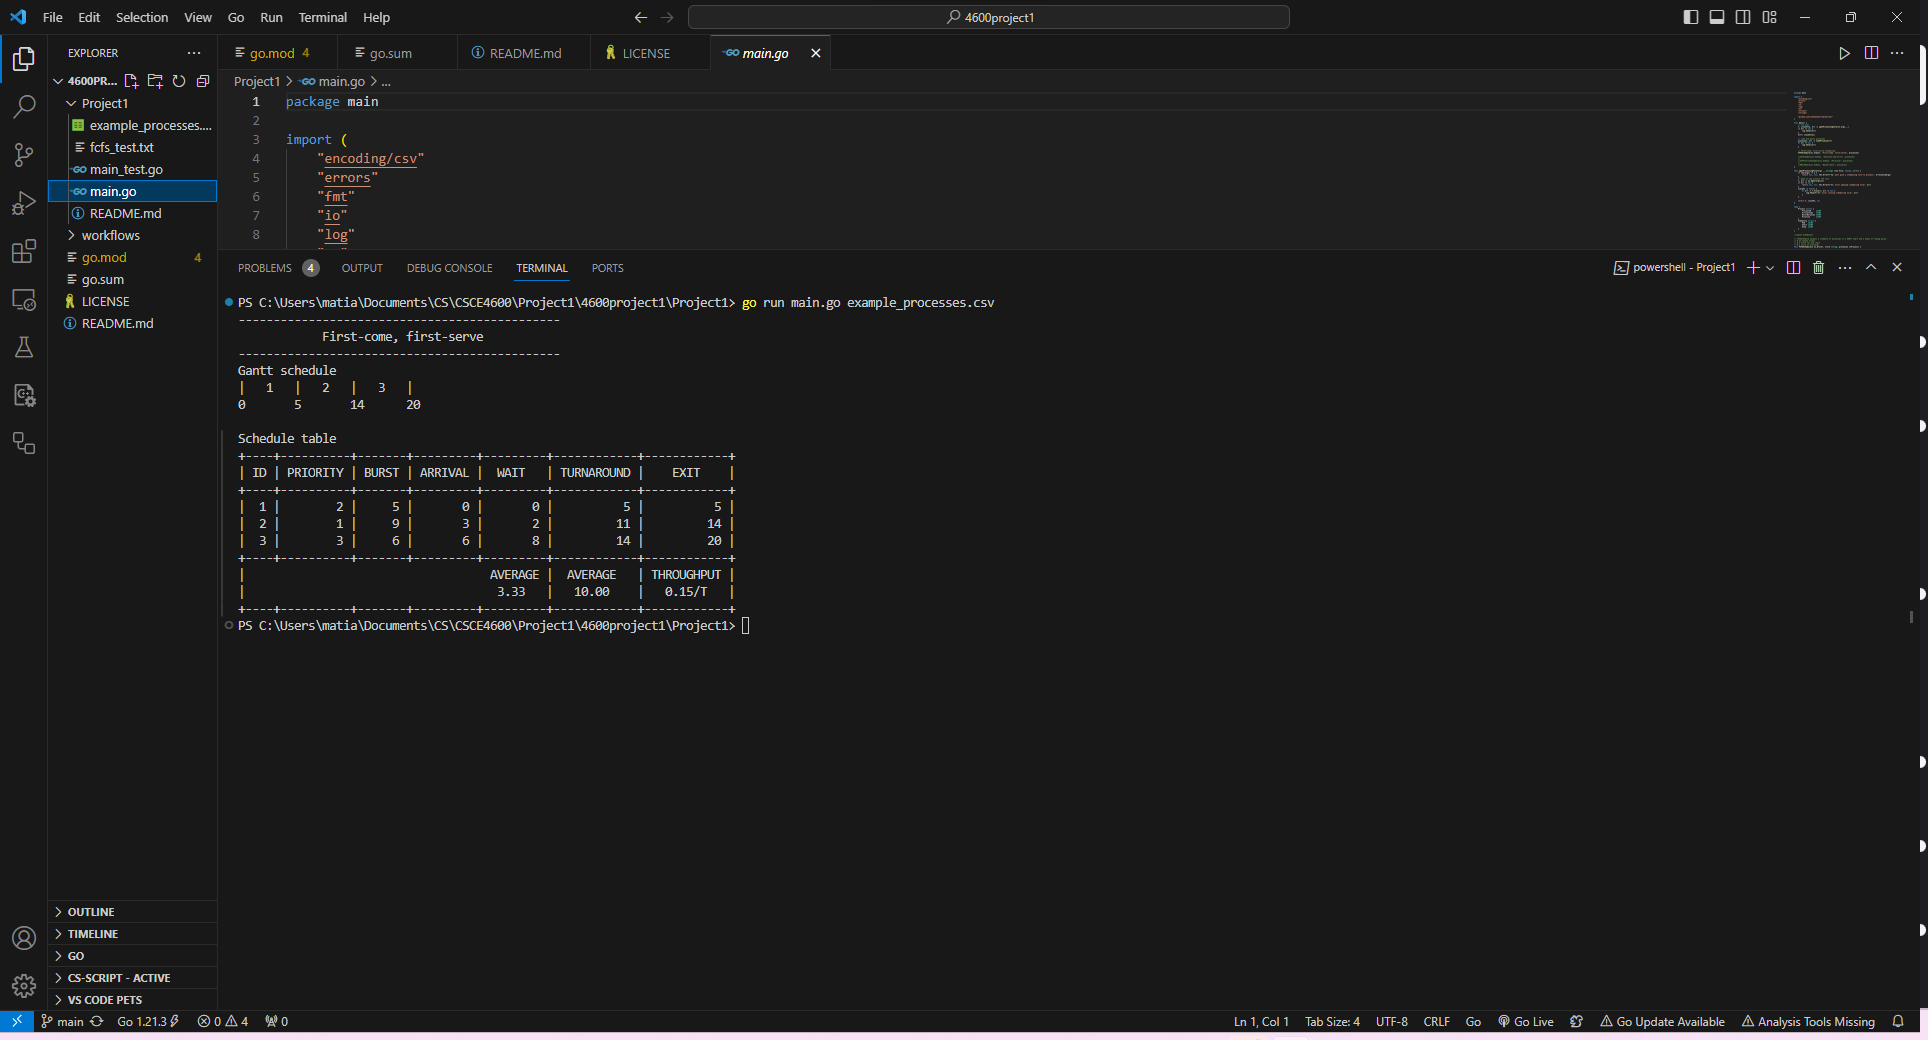 File Edit Selection View Go Run Terminal Help
4600project1
EXPLORER
4600PR...
Project1
example_processes....
fcfs_test.txt
main_test.go
main.go
README.md
workflows
go.mod 4
go.sum
LICENSE
README.md
OUTLINE
TIMELINE
GO
CS-SCRIPT - ACTIVE
VS CODE PETS
go.mod 4 go.sum README.md LICENSE main.go
Project1 > main.go > ...
1 package main
2
3 import (
4 "encoding/csv"
5 "errors"
6 "fmt"
7 "io"
8 "log"
PROBLEMS 4 OUTPUT DEBUG CONSOLE TERMINAL PORTS
powershell - Project1
PS C:\Users\matia\Documents\CS\CSCE4600\Project1\4600project1\Project1> go run main.go example_processes.csv
----------------------------------------------
First-come, first-serve
----------------------------------------------
Gantt schedule
|   1   |   2   |   3   |
0       5       14      20
Schedule table
+----+----------+-------+---------+---------+------------+------------+
| ID | PRIORITY | BURST | ARRIVAL |  WAIT   | TURNAROUND |    EXIT    |
+----+----------+-------+---------+---------+------------+------------+
|  1 |        2 |     5 |       0 |       0 |          5 |          5 |
|  2 |        1 |     9 |       3 |       2 |         11 |         14 |
|  3 |        3 |     6 |       6 |       8 |         14 |         20 |
+----+----------+-------+---------+---------+------------+------------+
|                                   AVERAGE |  AVERAGE   | THROUGHPUT |
|                                    3.33   |   10.00    |   0.15/T   |
+----+----------+-------+---------+---------+------------+------------+
PS C:\Users\matia\Documents\CS\CSCE4600\Project1\4600project1\Project1>
main Go 1.21.3 0 4 0
Ln 1, Col 1 Tab Size: 4 UTF-8 CRLF Go Go Live Go Update Available Analysis Tools Missing